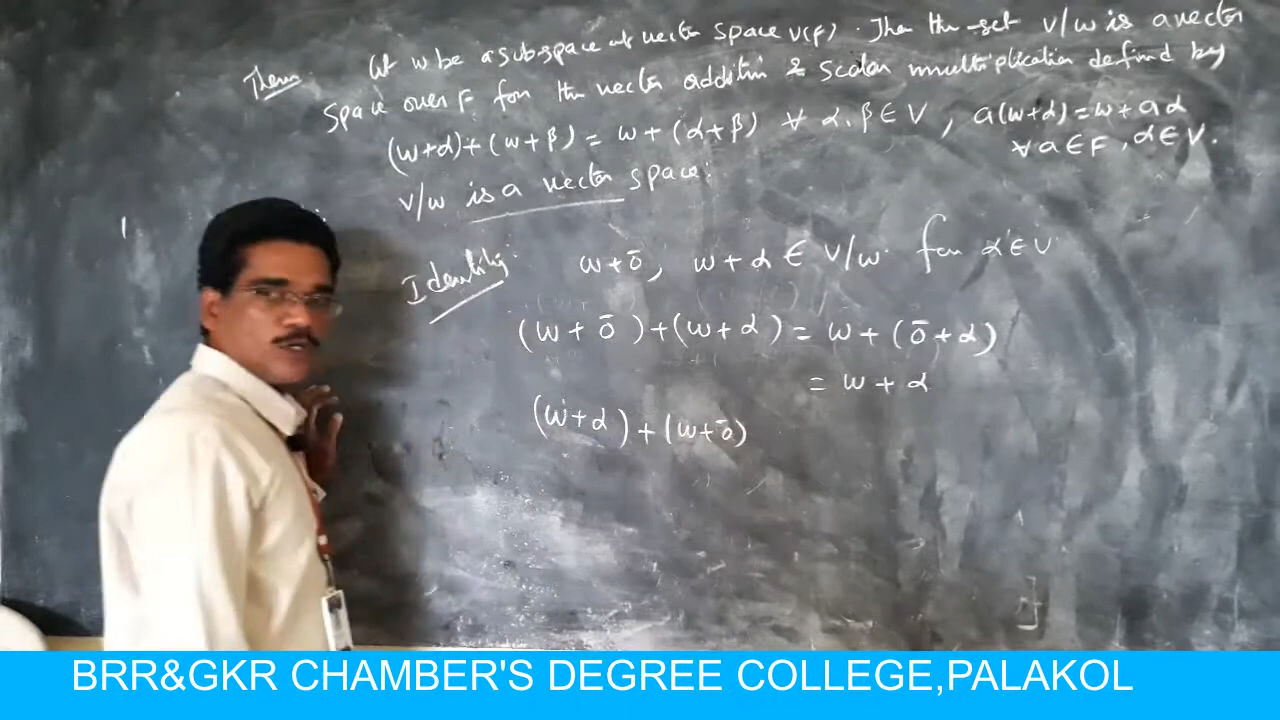 Thm: Let W be a subspace of vector space V(F). Then the set V/W is a vector
space over F for the vector addition & scalar multiplication defined by
(W+α)+(W+β) = W+(α+β) ∀ α, β ∈ V, a(W+α) = W+aα
∀ a ∈ F, α ∈ V.
V/W is a vector space:
Identity: W+ō, W+α ∈ V/W for α ∈ V
(W+ō)+(W+α) = W+(ō+α)
= W+α
(W+α)+(W+ō)
BRR&GKR CHAMBER'S DEGREE COLLEGE,PALAKOL